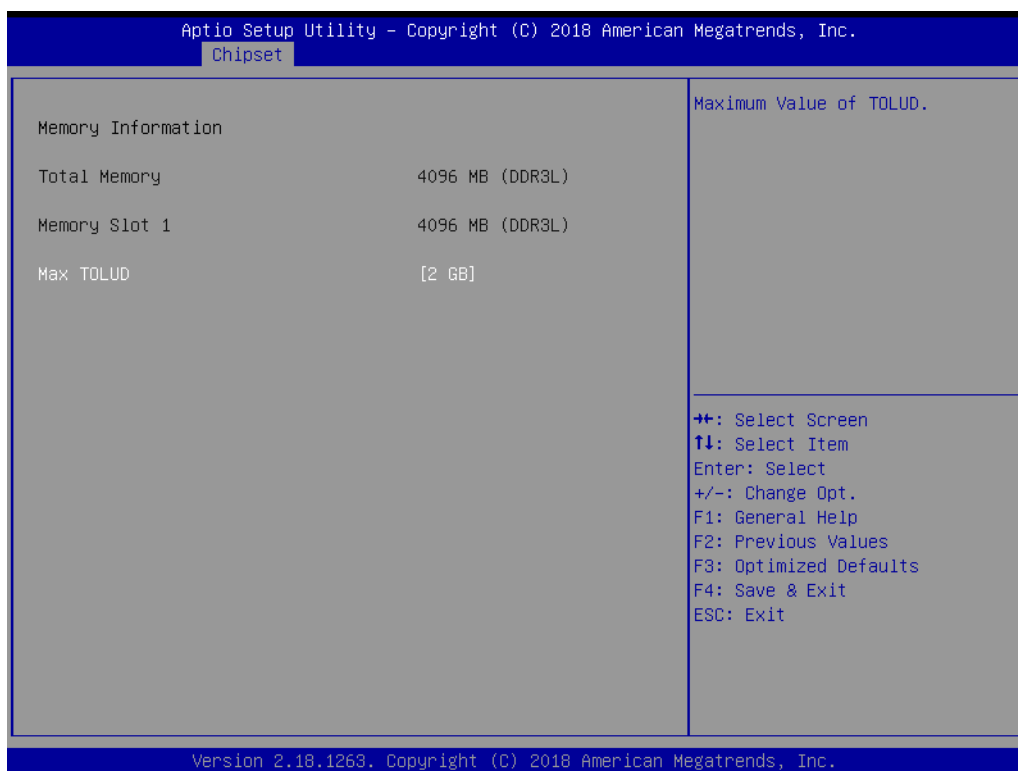 Aptio Setup Utility – Copyright (C) 2018 American Megatrends, Inc.
Chipset
Memory Information
Total Memory 4096 MB (DDR3L)
Memory Slot 1 4096 MB (DDR3L)
Max TOLUD [2 GB]
Maximum Value of TOLUD.
→←: Select Screen
↑↓: Select Item
Enter: Select
+/-: Change Opt.
F1: General Help
F2: Previous Values
F3: Optimized Defaults
F4: Save & Exit
ESC: Exit
Version 2.18.1263. Copyright (C) 2018 American Megatrends, Inc.